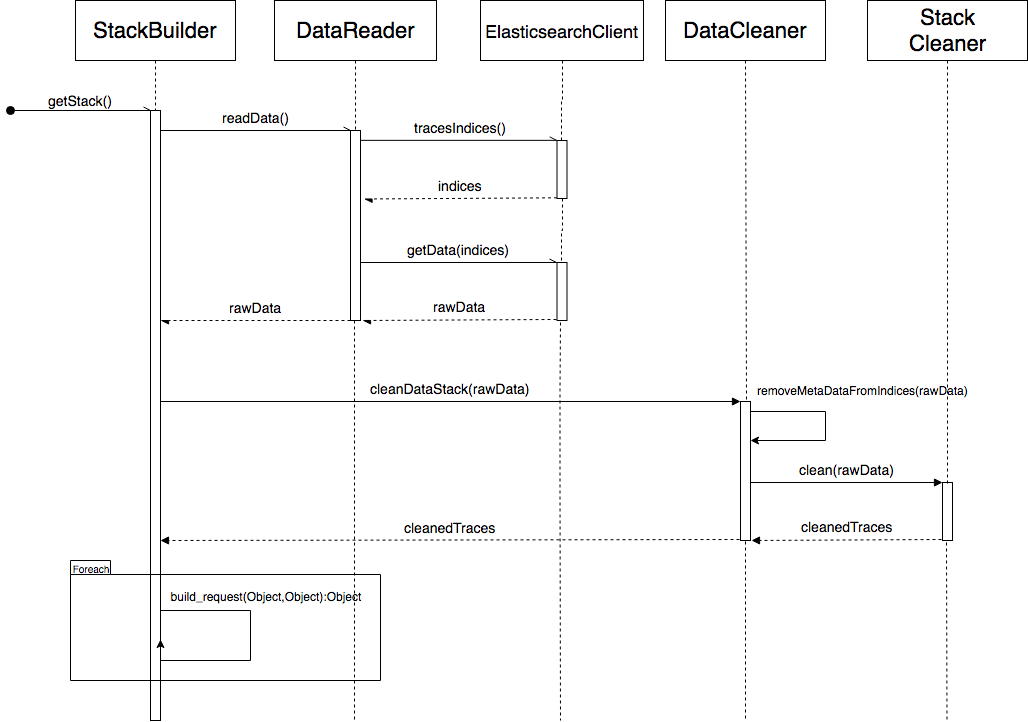 StackBuilder
DataReader
ElasticsearchClient
DataCleaner
Stack
Cleaner
getStack()
readData()
tracesIndices()
indices
getData(indices)
rawData
rawData
cleanDataStack(rawData)
removeMetaDataFromIndices(rawData)
clean(rawData)
cleanedTraces
cleanedTraces
Foreach
build_request(Object,Object):Object